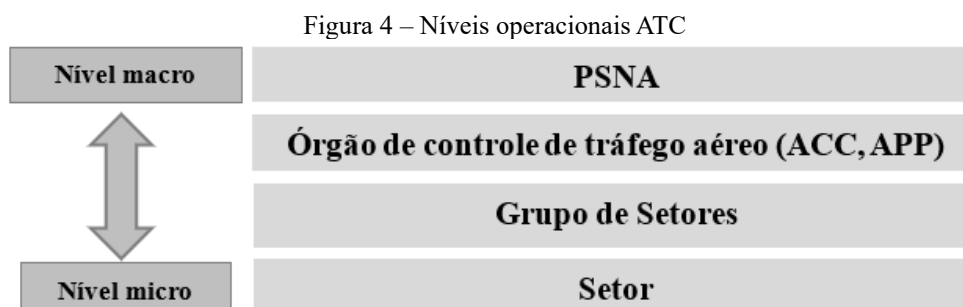 Figura 4 – Níveis operacionais ATC
Nível macro
PSNA
Órgão de controle de tráfego aéreo (ACC, APP)
Grupo de Setores
Nível micro
Setor